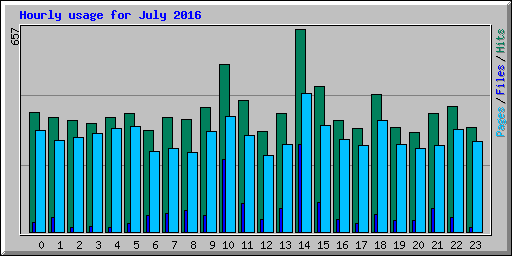 Hourly usage for July 2016
657
Pages / Files / Hits
0 1 2 3 4 5 6 7 8 9 10 11 12 13 14 15 16 17 18 19 20 21 22 23